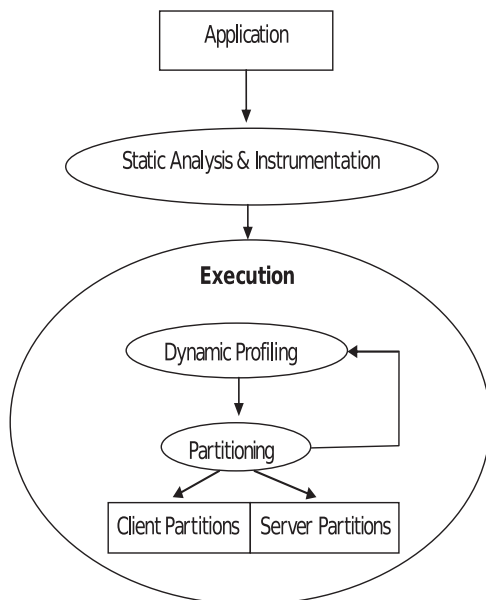 Application
Static Analysis & Instrumentation
Execution
Dynamic Profiling
Partitioning
Client Partitions
Server Partitions